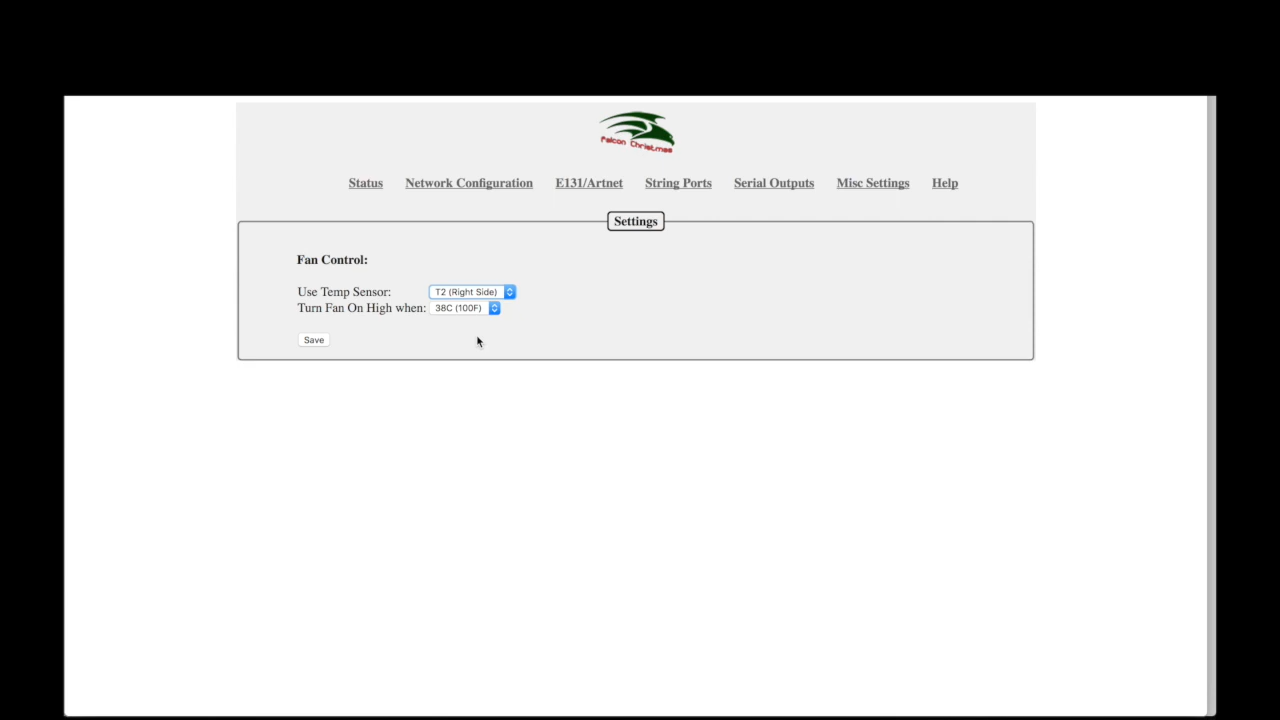 Falcon Christmas
Status Network Configuration E131/Artnet String Ports Serial Outputs Misc Settings Help
Settings
Fan Control:
Use Temp Sensor: T2 (Right Side)
Turn Fan On High when: 38C (100F)
Save